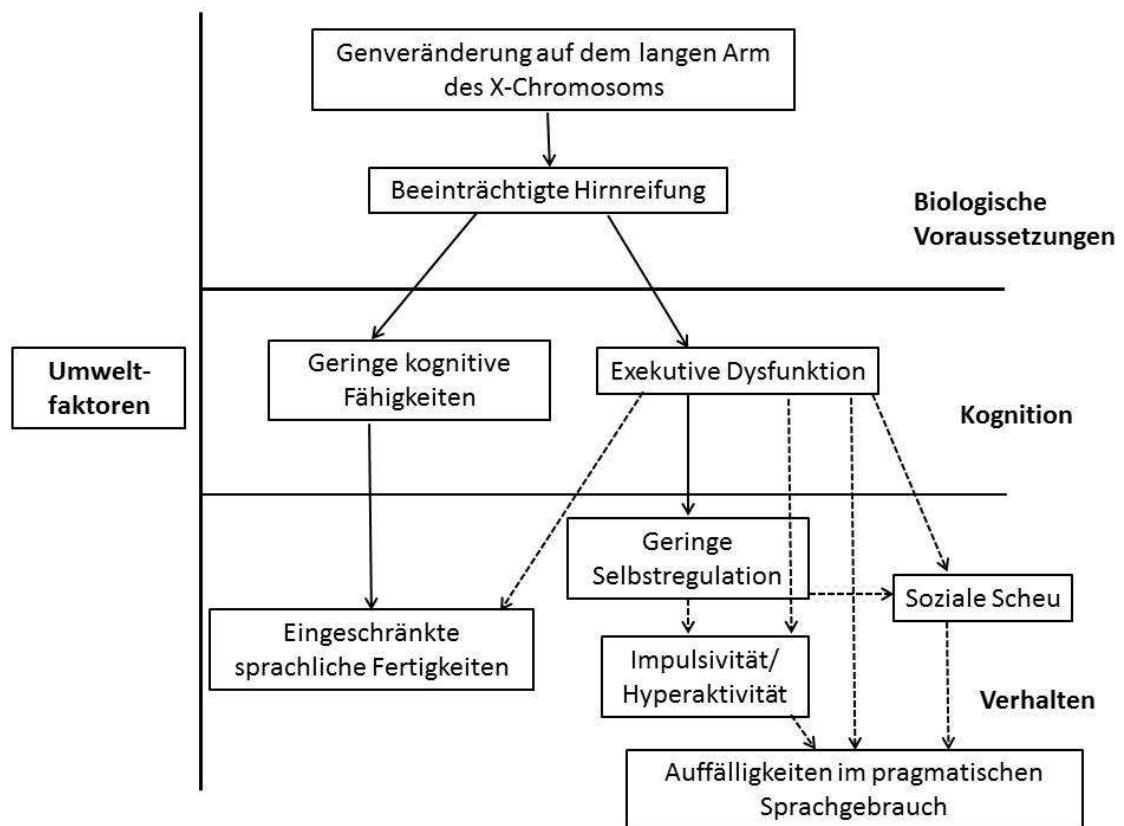 Genveränderung auf dem langen Arm
des X-Chromosoms
Beeinträchtigte Hirnreifung
Biologische
Voraussetzungen
Umwelt-
faktoren
Geringe kognitive
Fähigkeiten
Exekutive Dysfunktion
Kognition
Geringe
Selbstregulation
Soziale Scheu
Eingeschränkte
sprachliche Fertigkeiten
Impulsivität/
Hyperaktivität
Verhalten
Auffälligkeiten im pragmatischen
Sprachgebrauch